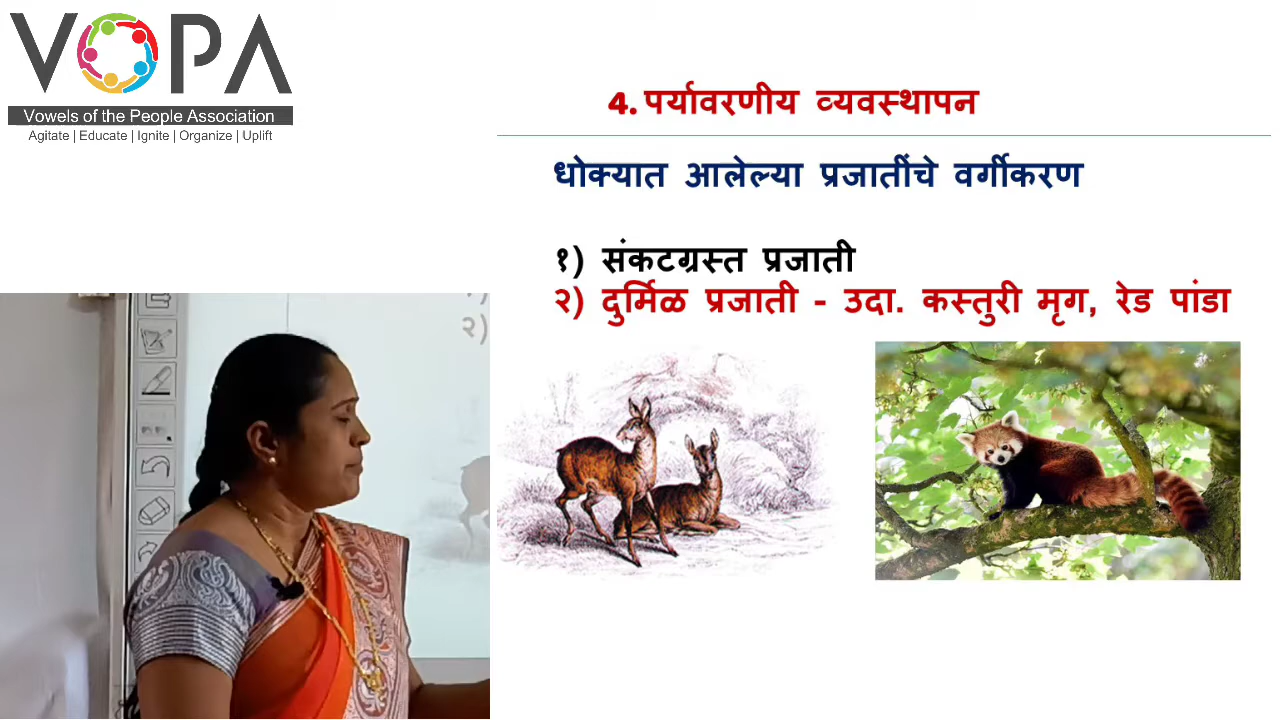 VOPA
Vowels of the People Association
Agitate | Educate | Ignite | Organize | Uplift
4. पर्यावरणीय व्यवस्थापन
धोक्यात आलेल्या प्रजातींचे वर्गीकरण
१) संकटग्रस्त प्रजाती
२) दुर्मिळ प्रजाती - उदा. कस्तुरी मृग, रेड पांडा
२)